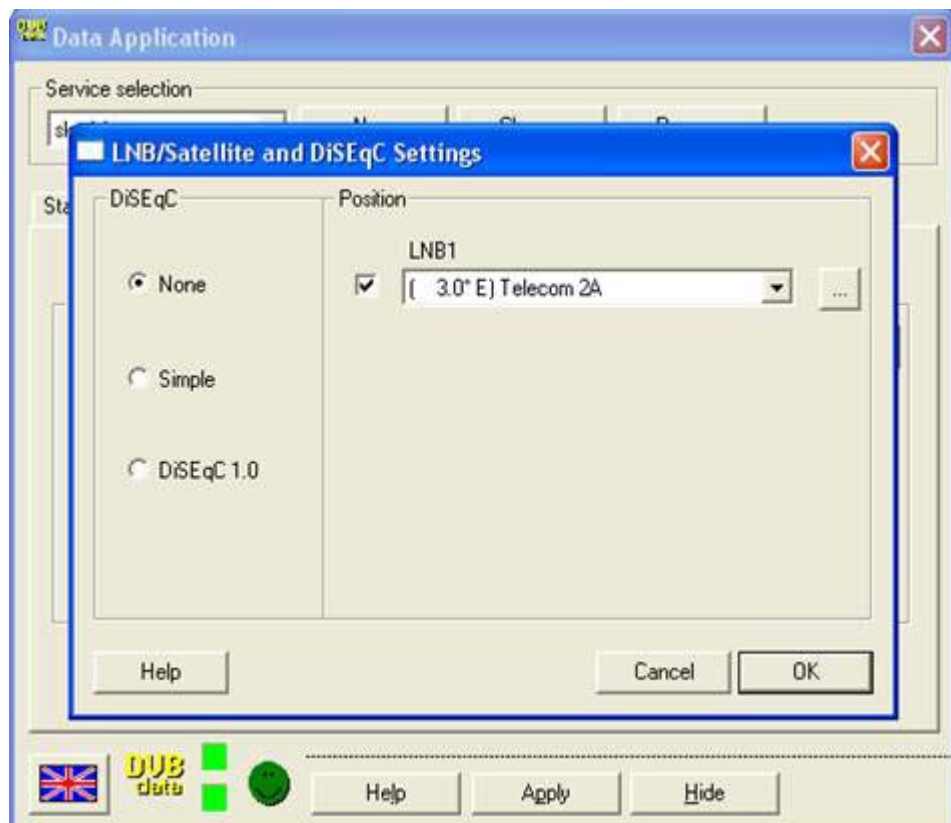 Data Application
Service selection
LNB/Satellite and DiSEqC Settings
DiSEqC
Position
LNB1
None
( 3.0° E) Telecom 2A
...
Simple
DiSEqC 1.0
Help
Cancel
OK
DVB
data
Help
Apply
Hide